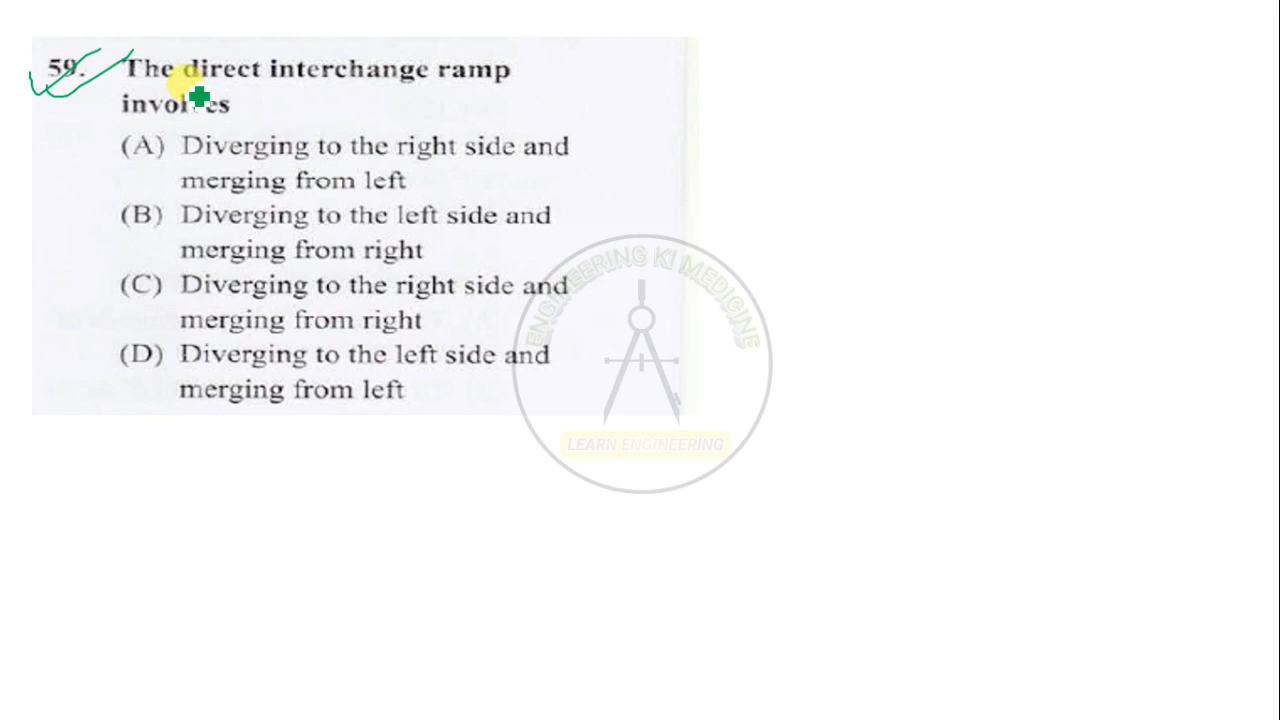 59. The direct interchange ramp
involves
(A) Diverging to the right side and
merging from left
(B) Diverging to the left side and
merging from right
(C) Diverging to the right side and
merging from right
(D) Diverging to the left side and
merging from left
ENGINEERING KI MEDICINE
LEARN ENGINEERING